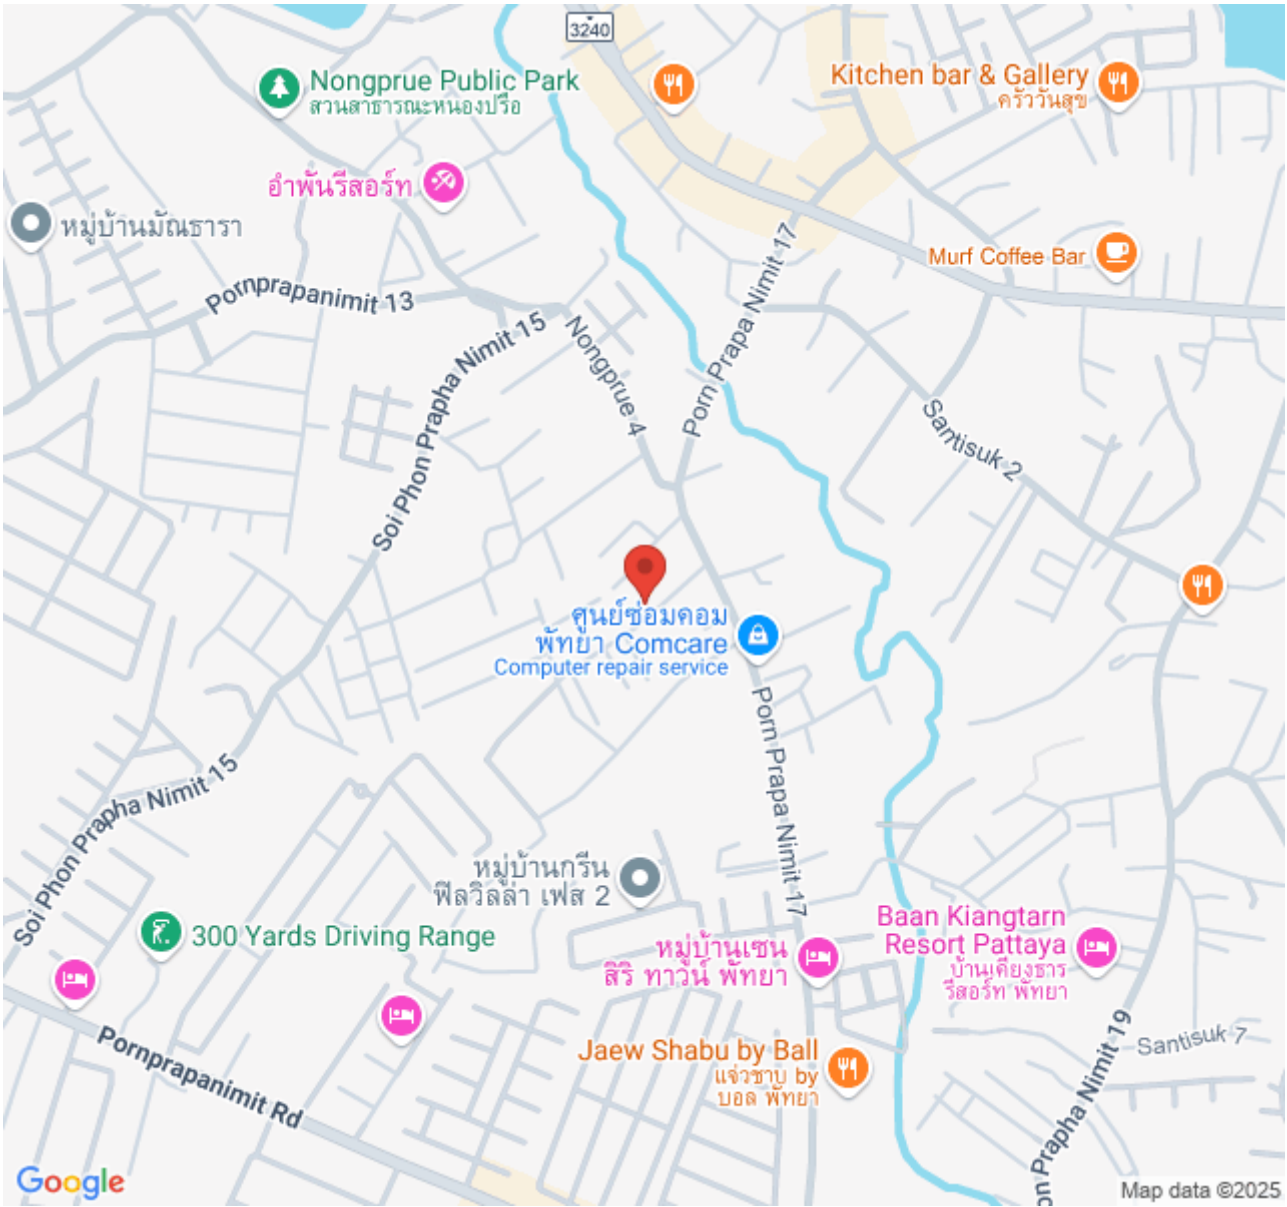 3240
Nongprue Public Park
สวนสาธารณะหนองปรือ
Kitchen bar & Gallery
ครัววันสุข
อำพันรีสอร์ท
หมู่บ้านมัณธารา
Murf Coffee Bar
Pornprapanimit 13
Porn Prapa Nimit 17
Soi Phon Prapha Nimit 15
Nongprue 4
Santisuk 2
ศูนย์ซ่อมคอม
พัทยา Comcare
Computer repair service
Porn Prapa Nimit 17
Soi Phon Prapha Nimit 15
หมู่บ้านกรีน
ฟิลวิลล่า เฟส 2
300 Yards Driving Range
หมู่บ้านเซน
สิริ ทาวน์ พัทยา
Baan Kiangtarn
Resort Pattaya
บ้านเคียงธาร
รีสอร์ท พัทยา
Pornprapanimit Rd
Jaew Shabu by Ball
แจ่วชาบู by
บอล พัทยา
Santisuk 7
on Prapha Nimit 19
Google
Map data ©2025